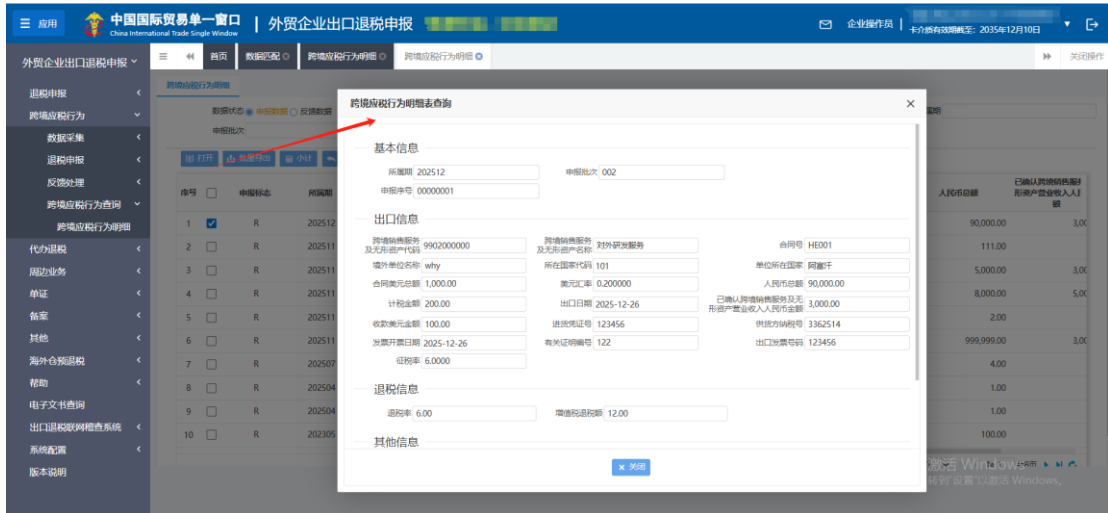 应用
中国国际贸易单一窗口
China International Trade Single Window
外贸企业出口退税申报
企业操作员
卡介质有效期截至：2035年12月10日
外贸企业出口退税申报
首页
数据匹配
跨境应税行为明细
跨境应税行为明细
关闭操作
退税申报
跨境应税行为
数据采集
退税申报
反馈处理
跨境应税行为查询
跨境应税行为明细
代办退税
周边业务
单证
备案
其他
海外仓预退税
帮助
电子文书查询
出口退税联网稽查系统
系统配置
版本说明
跨境应税行为明细
数据状态 申报数据 反馈数据
申报批次
打开
批量导出
小计
序号 申报标志 所属期 人民币总额
1 R 202512 90,000.00
2 R 202511 111.00
3 R 202511 5,000.00
4 R 202511 8,000.00
5 R 202511 2.00
6 R 202511 999,999.00
7 R 202507 4.00
8 R 202504 1.00
9 R 202504 1.00
10 R 202305 100.00
跨境应税行为明细表查询
基本信息
所属期 202512 申报批次 002
申报序号 00000001
出口信息
跨境销售服务及无形资产代码 9902000000 跨境销售服务及无形资产名称 对外研发服务 合同号 HE001
境外单位名称 why 所在国家代码 101 单位所在国家 阿富汗
合同美元总额 1,000.00 美元汇率 0.200000 人民币总额 90,000.00
计税金额 200.00 出口日期 2025-12-26 已确认跨境销售服务及无形资产营业收入人民币金额 3,000.00
收款美元金额 100.00 进货凭证号 123456 供货方纳税号 3362514
发票开票日期 2025-12-26 有关证明编号 122 出口发票号码 123456
征税率 6.0000
退税信息
退税率 6.00 增值税退税额 12.00
其他信息
关闭
激活 Windows
转到"设置"以激活 Windows。